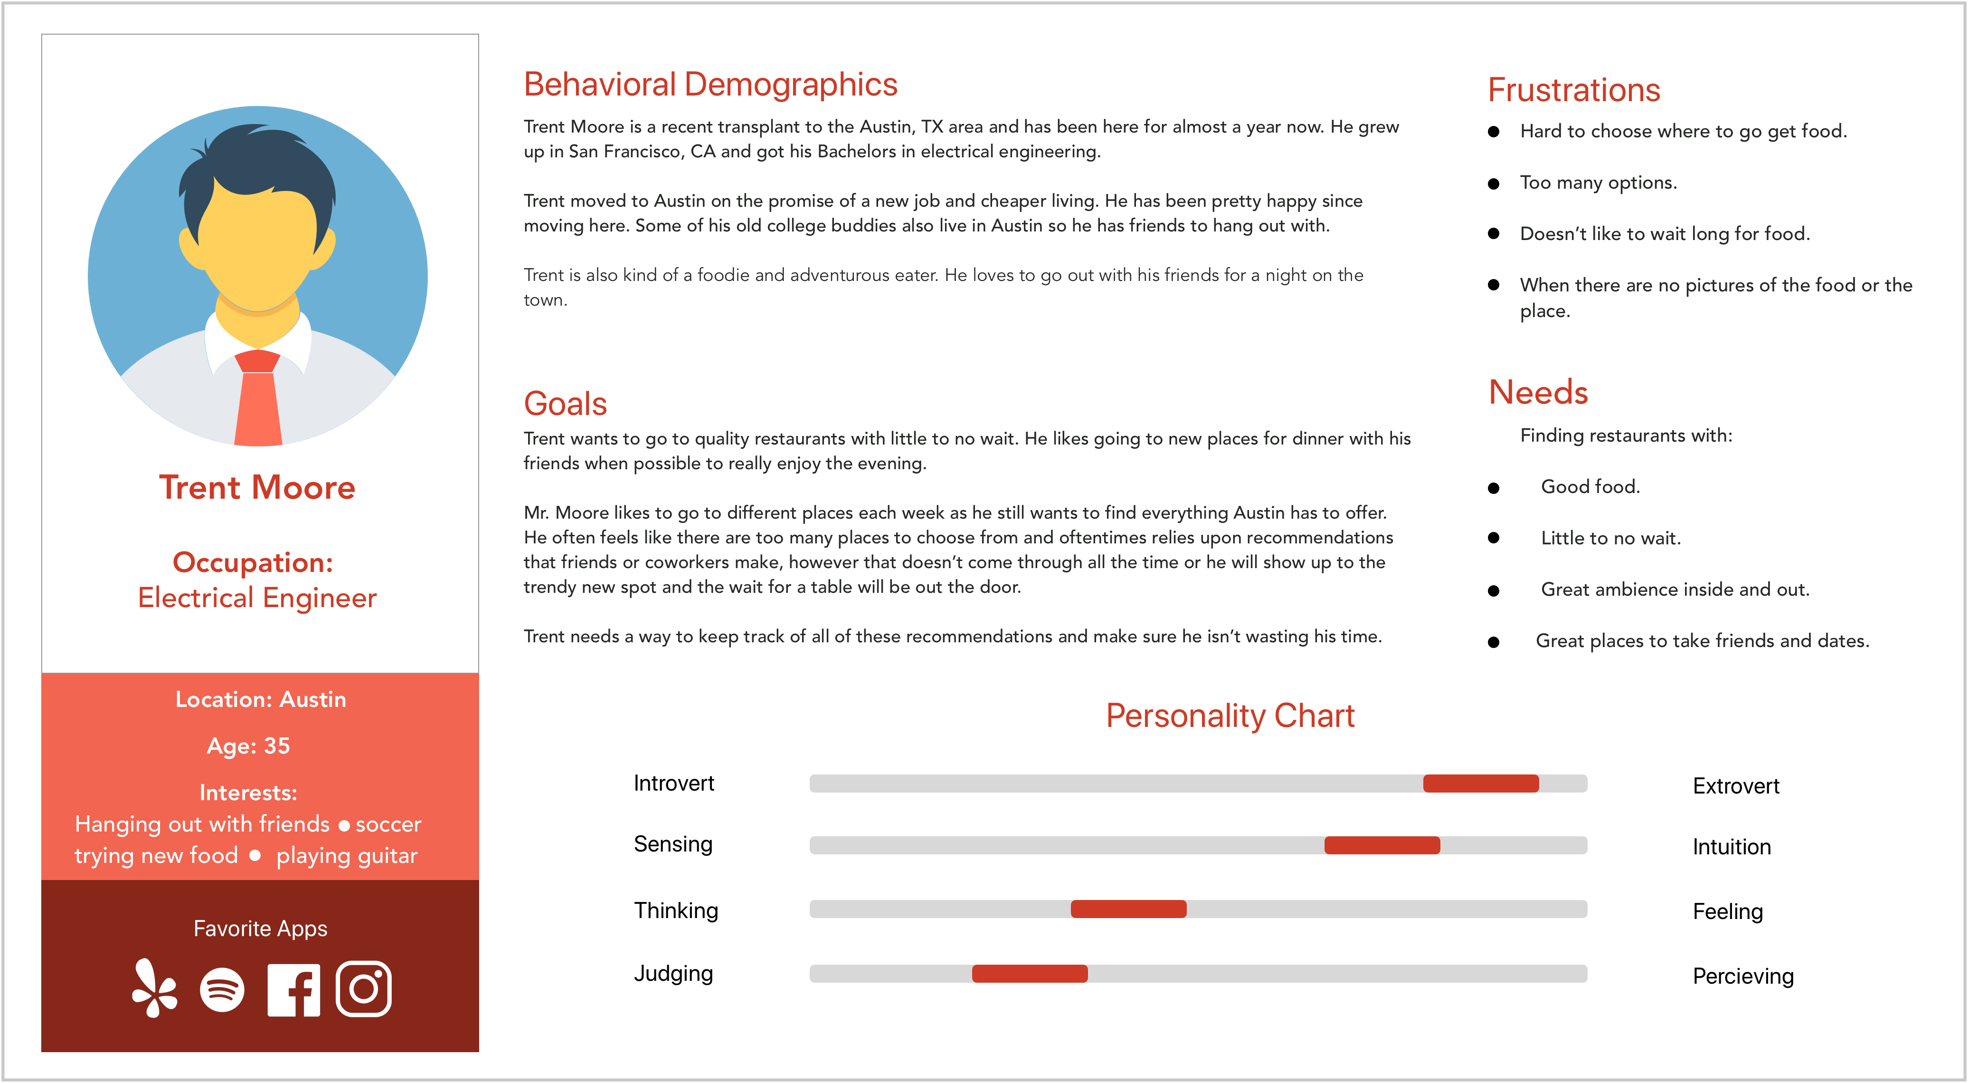 Trent Moore
Occupation:
Electrical Engineer
Location: Austin
Age: 35
Interests:
Hanging out with friends ● soccer
trying new food ● playing guitar
Favorite Apps
Behavioral Demographics
Trent Moore is a recent transplant to the Austin, TX area and has been here for almost a year now. He grew
up in San Francisco, CA and got his Bachelors in electrical engineering.
Trent moved to Austin on the promise of a new job and cheaper living. He has been pretty happy since
moving here. Some of his old college buddies also live in Austin so he has friends to hang out with.
Trent is also kind of a foodie and adventurous eater. He loves to go out with his friends for a night on the
town.
Goals
Trent wants to go to quality restaurants with little to no wait. He likes going to new places for dinner with his
friends when possible to really enjoy the evening.
Mr. Moore likes to go to different places each week as he still wants to find everything Austin has to offer.
He often feels like there are too many places to choose from and oftentimes relies upon recommendations
that friends or coworkers make, however that doesn’t come through all the time or he will show up to the
trendy new spot and the wait for a table will be out the door.
Trent needs a way to keep track of all of these recommendations and make sure he isn’t wasting his time.
Frustrations
● Hard to choose where to go get food.
● Too many options.
● Doesn’t like to wait long for food.
● When there are no pictures of the food or the
place.
Needs
Finding restaurants with:
● Good food.
● Little to no wait.
● Great ambience inside and out.
● Great places to take friends and dates.
Personality Chart
Introvert Extrovert
Sensing Intuition
Thinking Feeling
Judging Percieving